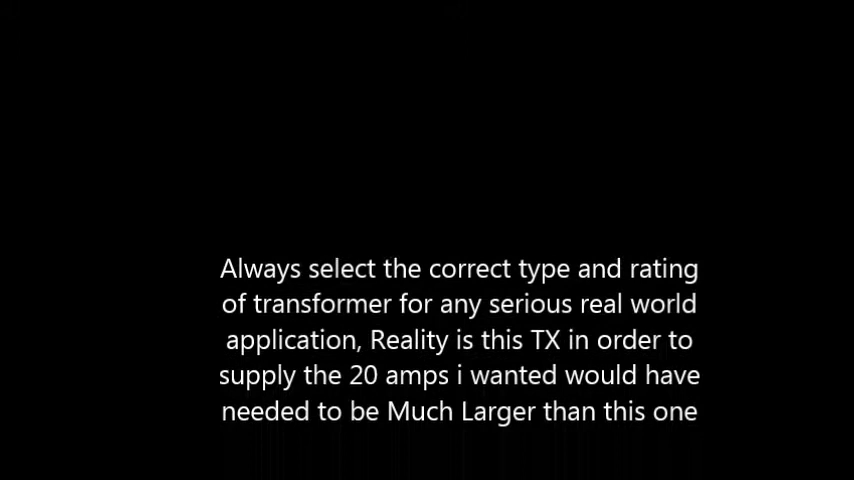 Always select the correct type and rating
of transformer for any serious real world
application, Reality is this TX in order to
supply the 20 amps i wanted would have
needed to be Much Larger than this one